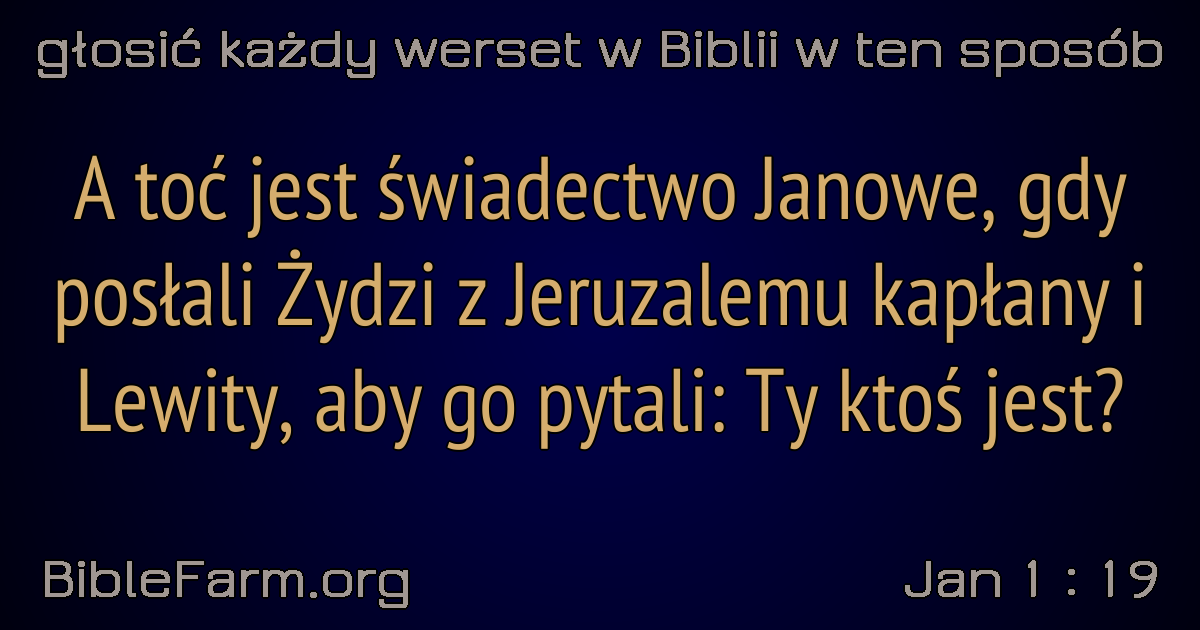 głosić każdy werset w Biblii w ten sposób
A toć jest świadectwo Janowe, gdy
posłali Żydzi z Jeruzalemu kapłany i
Lewity, aby go pytali: Ty ktoś jest?
BibleFarm.org
Jan 1 : 19